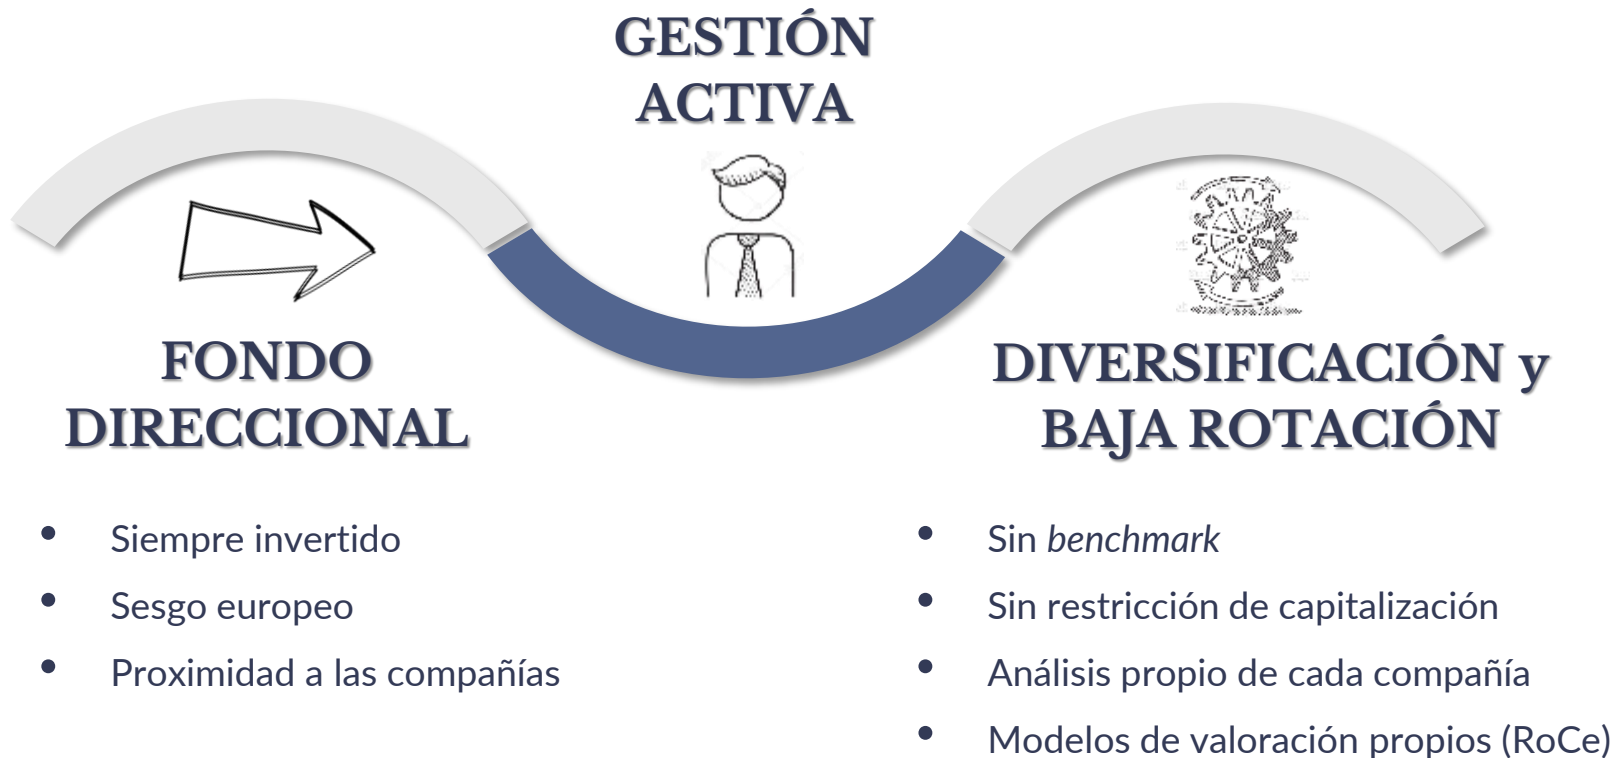 GESTIÓN
ACTIVA
FONDO
DIRECCIONAL
DIVERSIFICACIÓN y
BAJA ROTACIÓN
• Siempre invertido
• Sesgo europeo
• Proximidad a las compañías
• Sin benchmark
• Sin restricción de capitalización
• Análisis propio de cada compañía
• Modelos de valoración propios (RoCe)